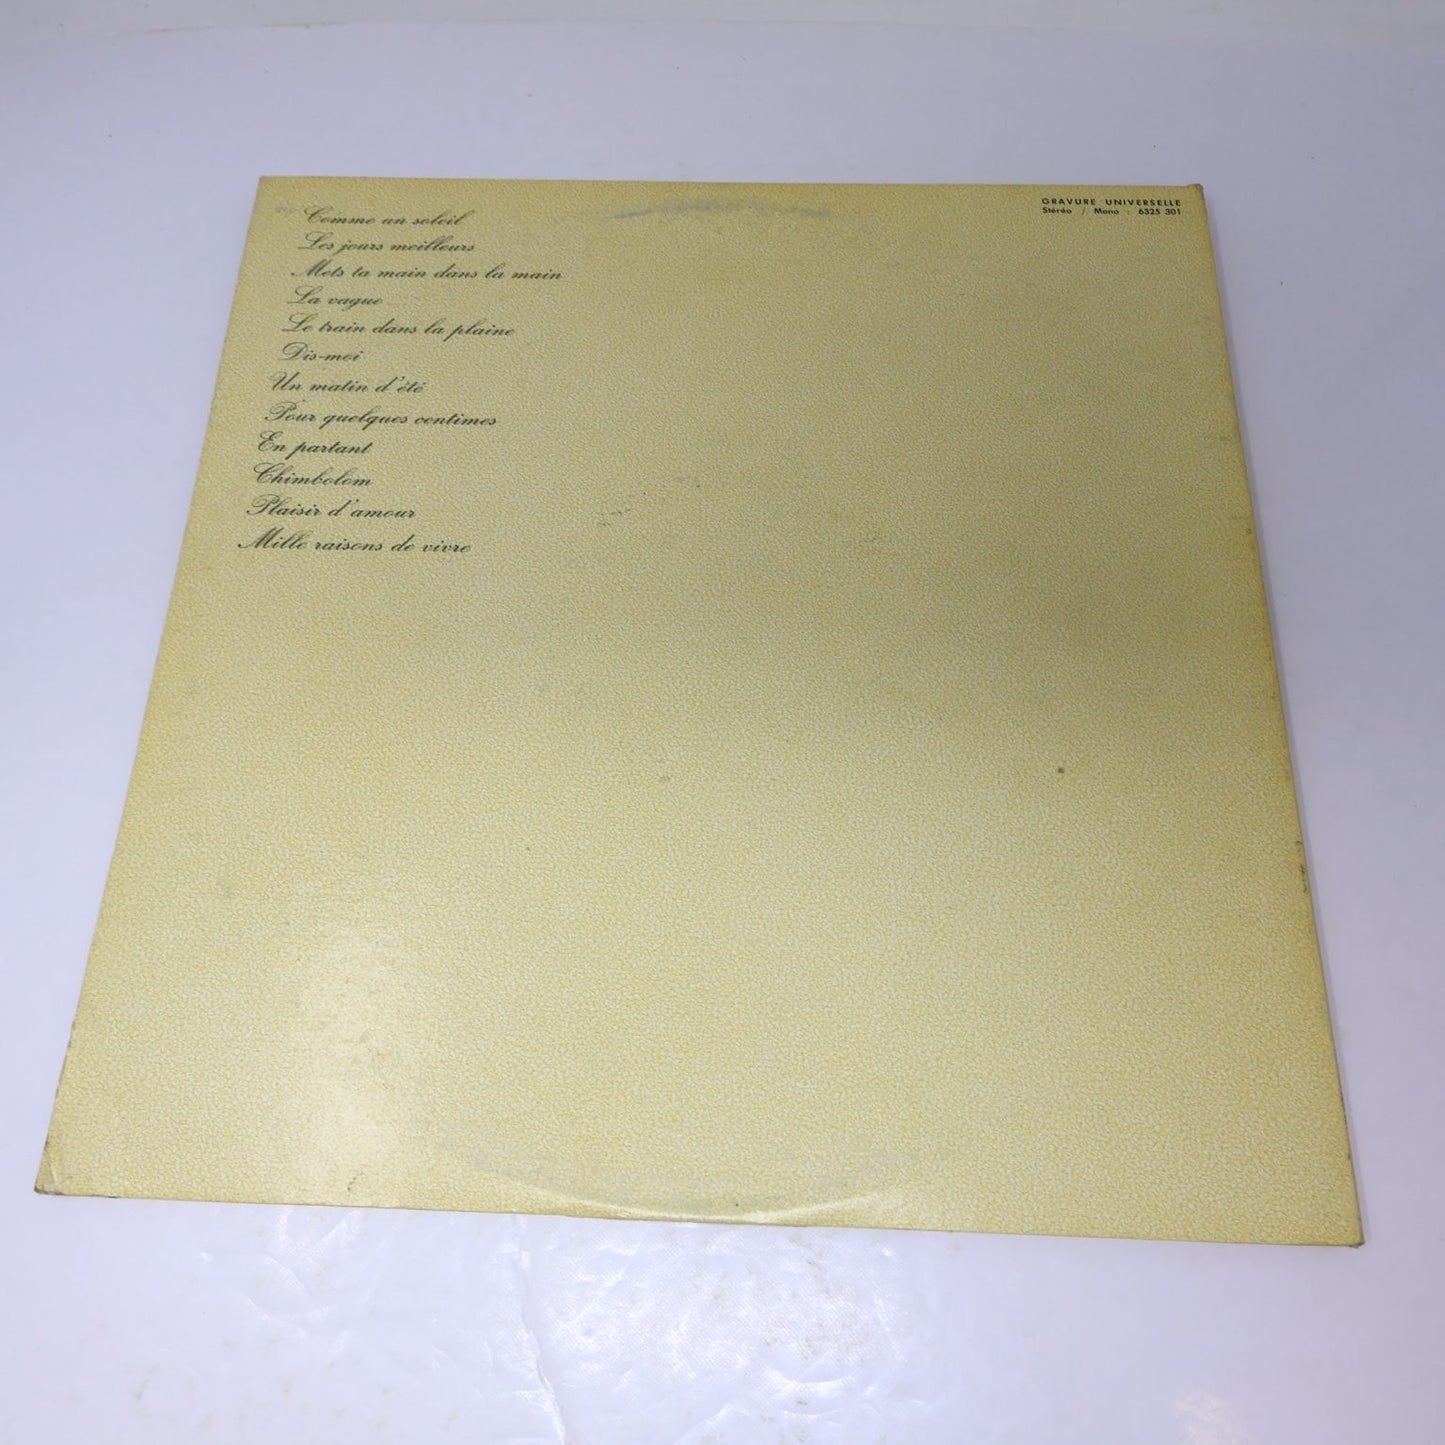 Comme un soleil
Les jours meilleurs
Mets ta main dans la main
La vague
Le train dans la plaine
Dis-moi
Un matin d'été
Pour quelques centimes
En partant
Chimbolom
Plaisir d'amour
Mille raisons de vivre
GRAVURE UNIVERSELLE
Stéréo / Mono : 6325 301